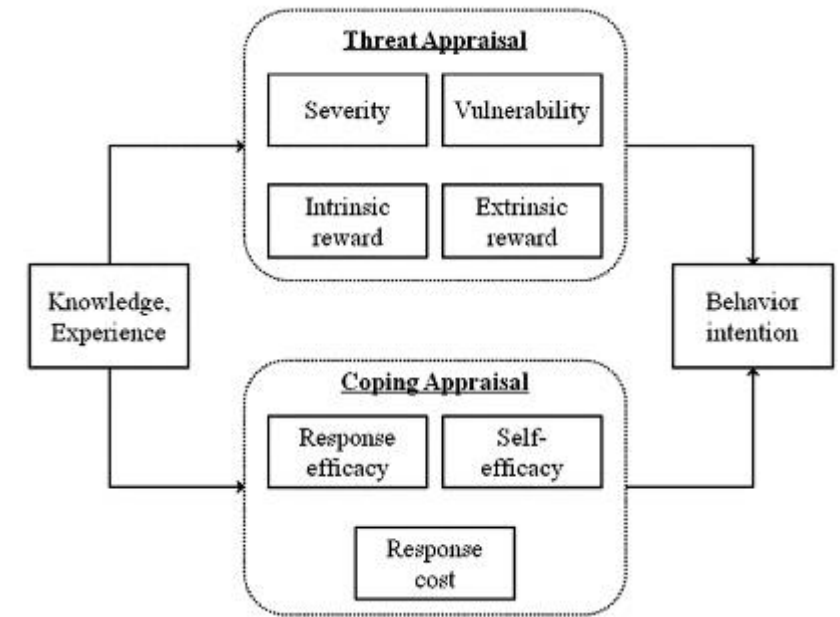 Threat Appraisal
Severity
Vulnerability
Intrinsic
reward
Extrinsic
reward
Knowledge,
Experience
Behavior
intention
Coping Appraisal
Response
efficacy
Self-
efficacy
Response
cost